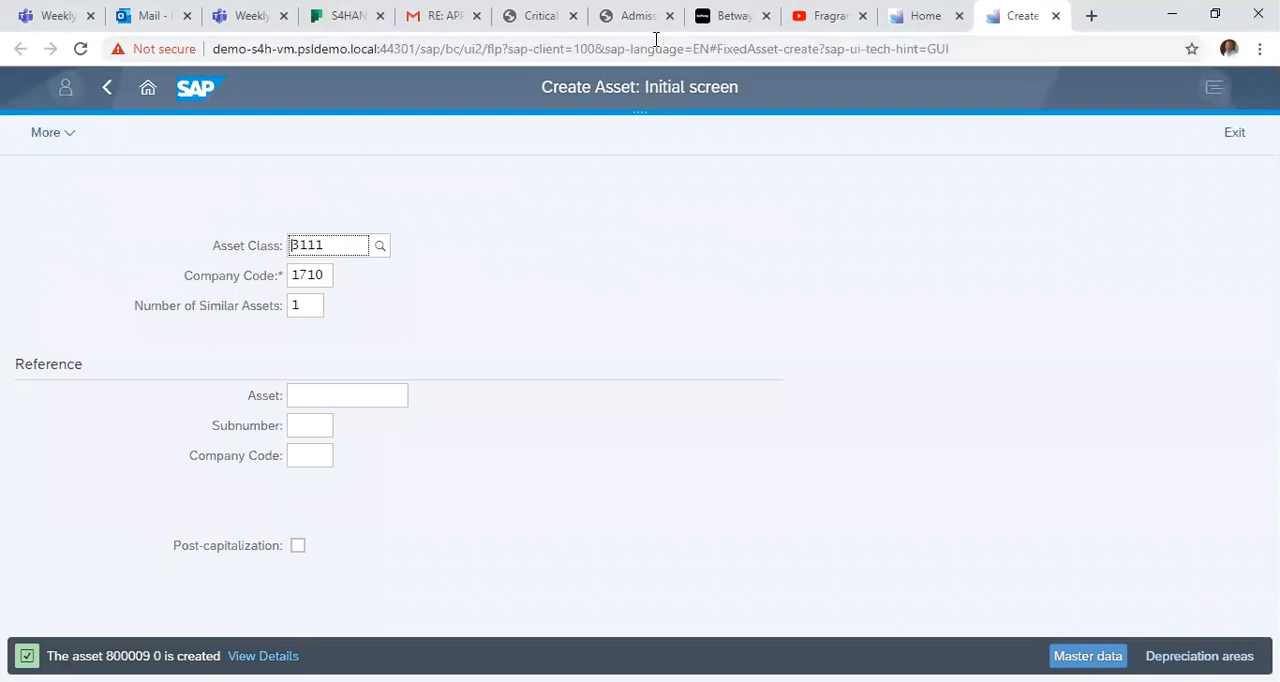 Weekly
Mail -
Weekly
S4HAN
RE: APP
Critical
Admiss
Betway
Fragran
Home
Create
Not secure
demo-s4h-vm.psldemo.local:44301/sap/bc/ui2/flp?sap-client=100&sap-language=EN#FixedAsset-create?sap-ui-tech-hint=GUI
SAP
Create Asset: Initial screen
More
Exit
Asset Class: 3111
Company Code:* 1710
Number of Similar Assets: 1
Reference
Asset:
Subnumber:
Company Code:
Post-capitalization:
The asset 800009 0 is created View Details
Master data
Depreciation areas